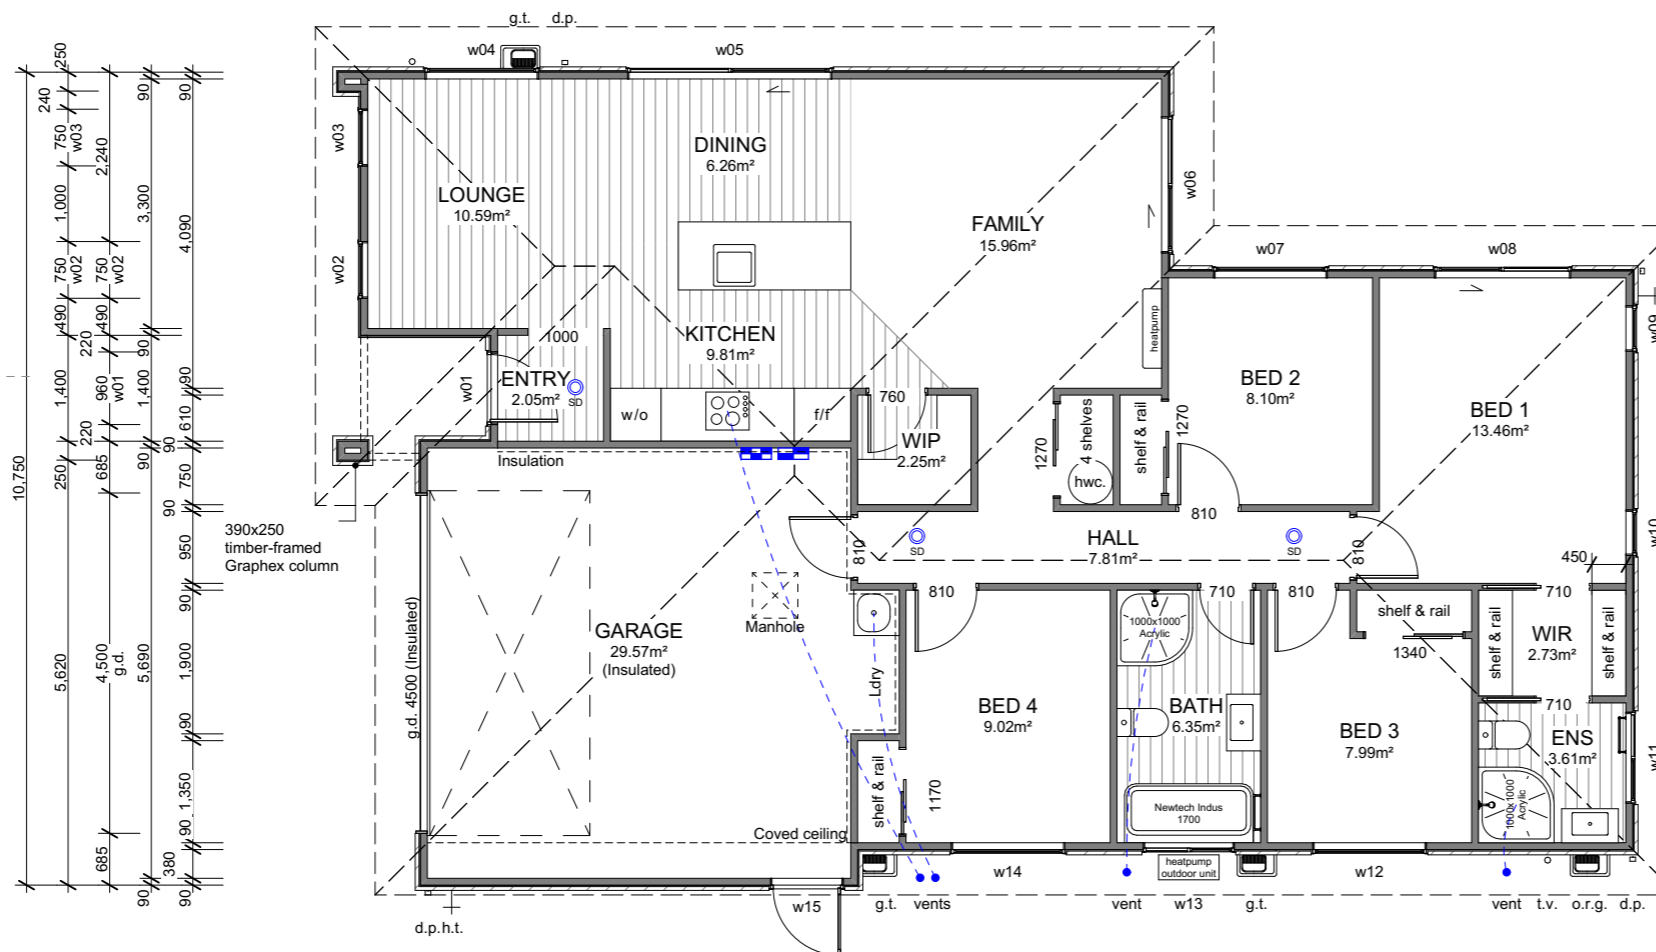 g.t. d.p.
w04
w05
250
90
90
240
750
w03
2,240
w03
DINING
6.26m²
LOUNGE
10.59m²
FAMILY
15.96m²
w06
1,000
3,300
4,090
10,750
750
w02
750
w02
w02
w07
w08
490
490
220
90
90
1000
KITCHEN
9.81m²
heatpump
w09
1,400
960
w01
1,400
610
w01
ENTRY
2.05m²
SD
w/o
f/f
760
BED 2
8.10m²
BED 1
13.46m²
220
90
90
250
685
750
Insulation
WIP
2.25m²
1270
4 shelves
hwc.
shelf & rail
1270
90
390x250
timber-framed
Graphex column
950
810
SD
HALL
7.81m²
810
SD
810
w10
450
90
g.d. 4500 (Insulated)
Manhole
GARAGE
29.57m²
(Insulated)
810
1000x1000
Acrylic
710
810
shelf & rail
1340
710
shelf & rail
WIR
2.73m²
shelf & rail
710
5,620
4,500
g.d.
5,690
1,900
Ldry
BED 4
9.02m²
BATH
6.35m²
BED 3
7.99m²
ENS
3.61m²
w11
90
1,350
shelf & rail
1170
Newtech Indus
1700
1000x1000
Acrylic
90
Coved ceiling
685
380
90
90
w14
heatpump
outdoor unit
w12
d.p.h.t.
w15
g.t.
vents
vent
w13
g.t.
vent
t.v.
o.r.g.
d.p.